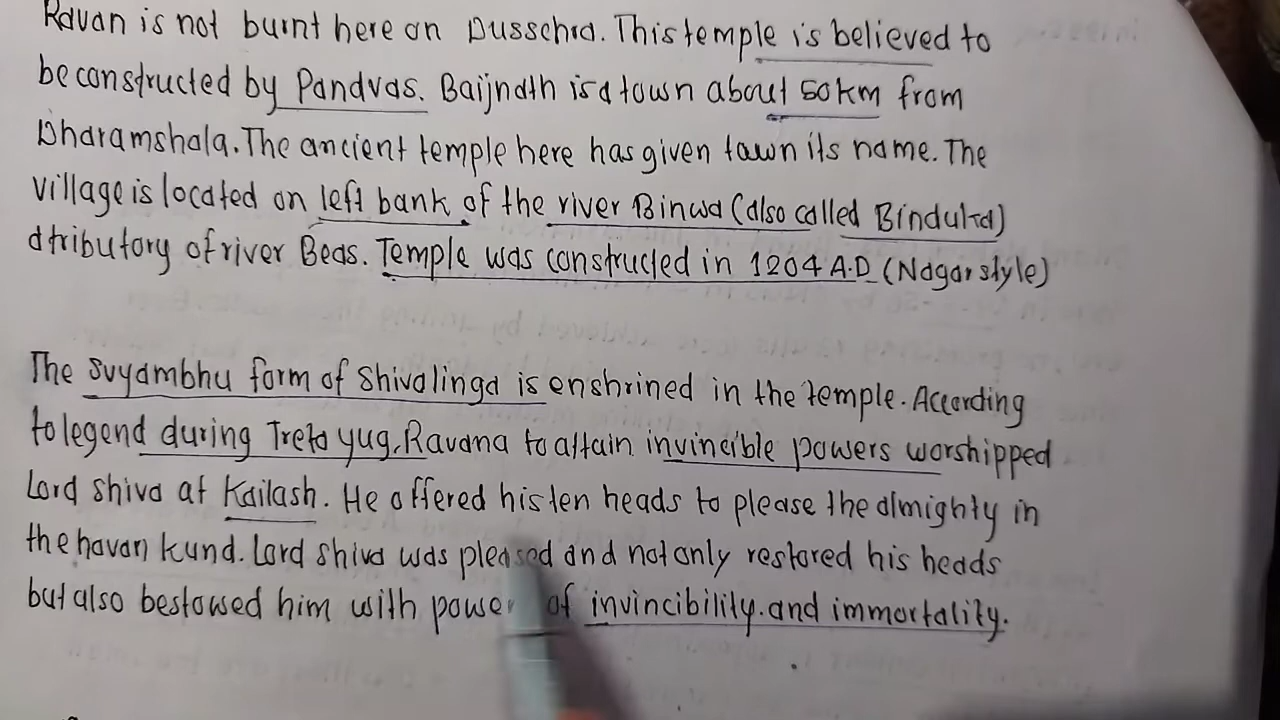 Ravan is not burnt here on Dusschra. This temple is believed to
be constructed by Pandvas. Baijnath is a town about 50 km from
Dharamshala. The ancient temple here has given town its name. The
village is located on left bank of the river Binwa (also called Binduka)
a tributory of river Beas. Temple was constructed in 1204 A.D (Nagar style)
The Suyambhu form of Shivalinga is enshrined in the temple. According
to legend during Treta yug, Ravana to attain invincible powers worshipped
Lord Shiva at Kailash. He offered his ten heads to please the almighty in
the havan kund. Lord Shiva was pleased and not only restored his heads
but also bestowed him with power of invincibility and immortality.